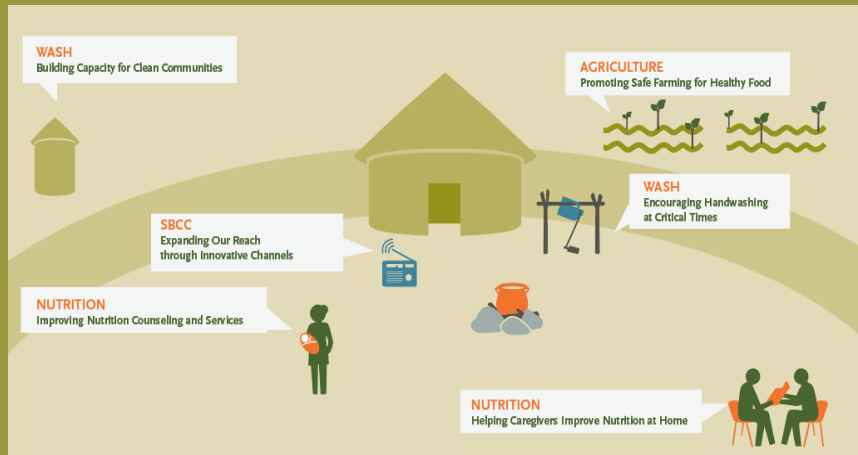 WASH
Building Capacity for Clean Communities
AGRICULTURE
Promoting Safe Farming for Healthy Food
WASH
Encouraging Handwashing
at Critical Times
SBCC
Expanding Our Reach
through Innovative Channels
NUTRITION
Improving Nutrition Counseling and Services
NUTRITION
Helping Caregivers Improve Nutrition at Home